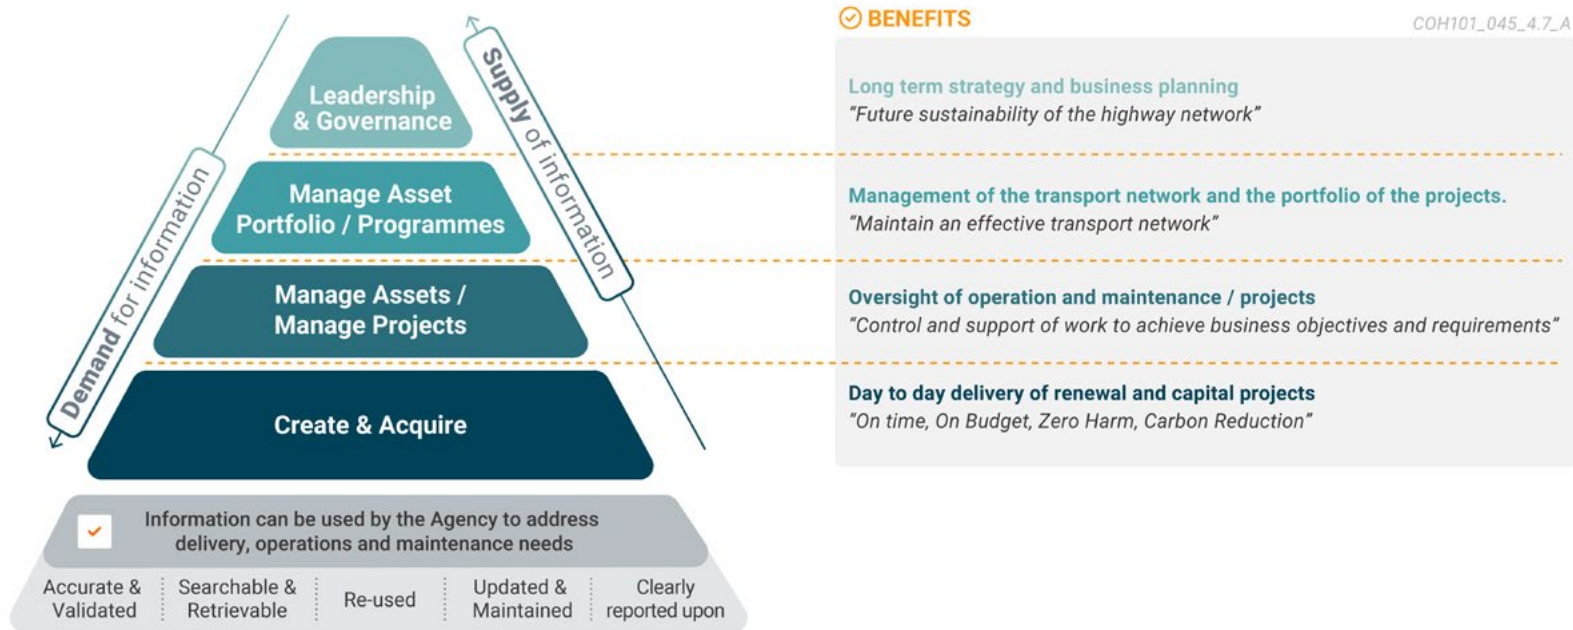 BENEFITS
COH101_045_4.7_A
Demand for information
Supply of information
Leadership
& Governance
Long term strategy and business planning
“Future sustainability of the highway network”
Manage Asset
Portfolio / Programmes
Management of the transport network and the portfolio of the projects.
“Maintain an effective transport network”
Manage Assets /
Manage Projects
Oversight of operation and maintenance / projects
“Control and support of work to achieve business objectives and requirements”
Create & Acquire
Day to day delivery of renewal and capital projects
“On time, On Budget, Zero Harm, Carbon Reduction”
Information can be used by the Agency to address
delivery, operations and maintenance needs
Accurate &
Validated
Searchable &
Retrievable
Re-used
Updated &
Maintained
Clearly
reported upon